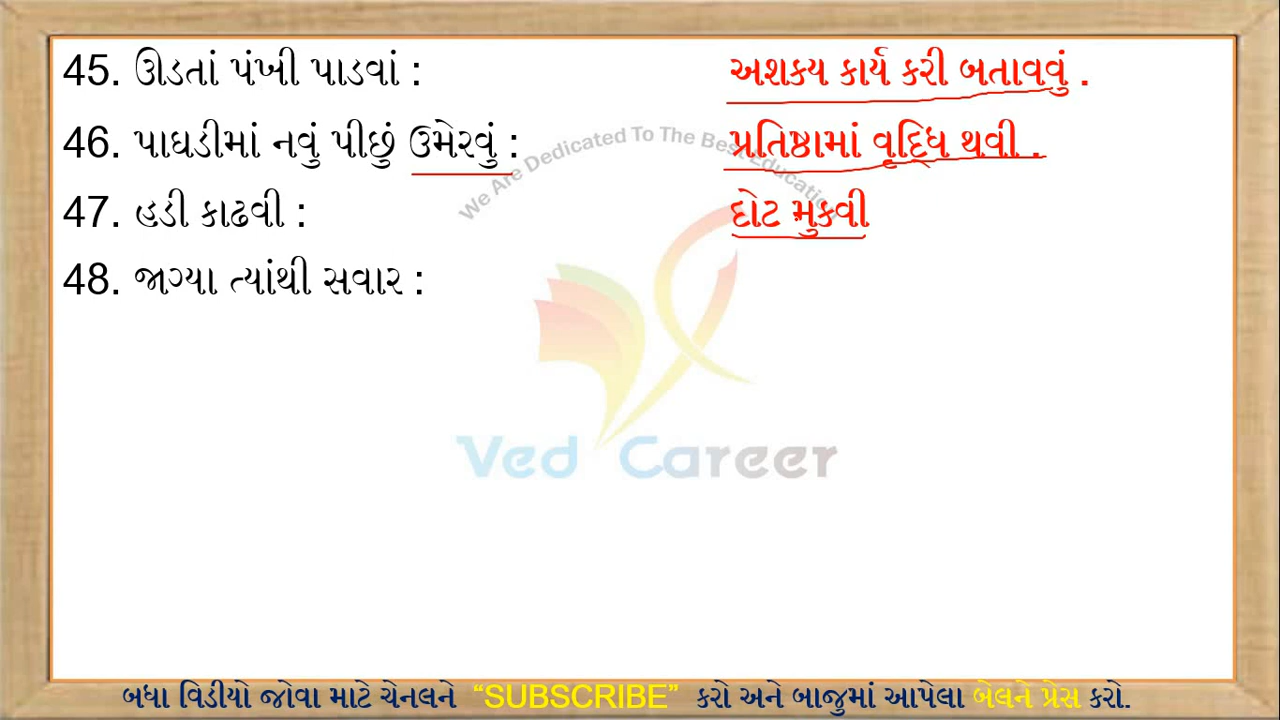 45. ઊડતાં પંખી પાડવાં : અશકય કાર્ય કરી બતાવવું .
46. પાઘડીમાં નવું પીછું ઉમેરવું : પ્રતિષ્ઠામાં વૃદ્ધિ થવી .
We Are Dedicated To The Best Education
47. હડી કાઢવી : દોટ મુકવી
48. જાગ્યા ત્યાંથી સવાર :
Ved Career
બધા વિડીયો જોવા માટે ચેનલને “SUBSCRIBE” કરો અને બાજુમાં આપેલા બેલને પ્રેસ કરો.